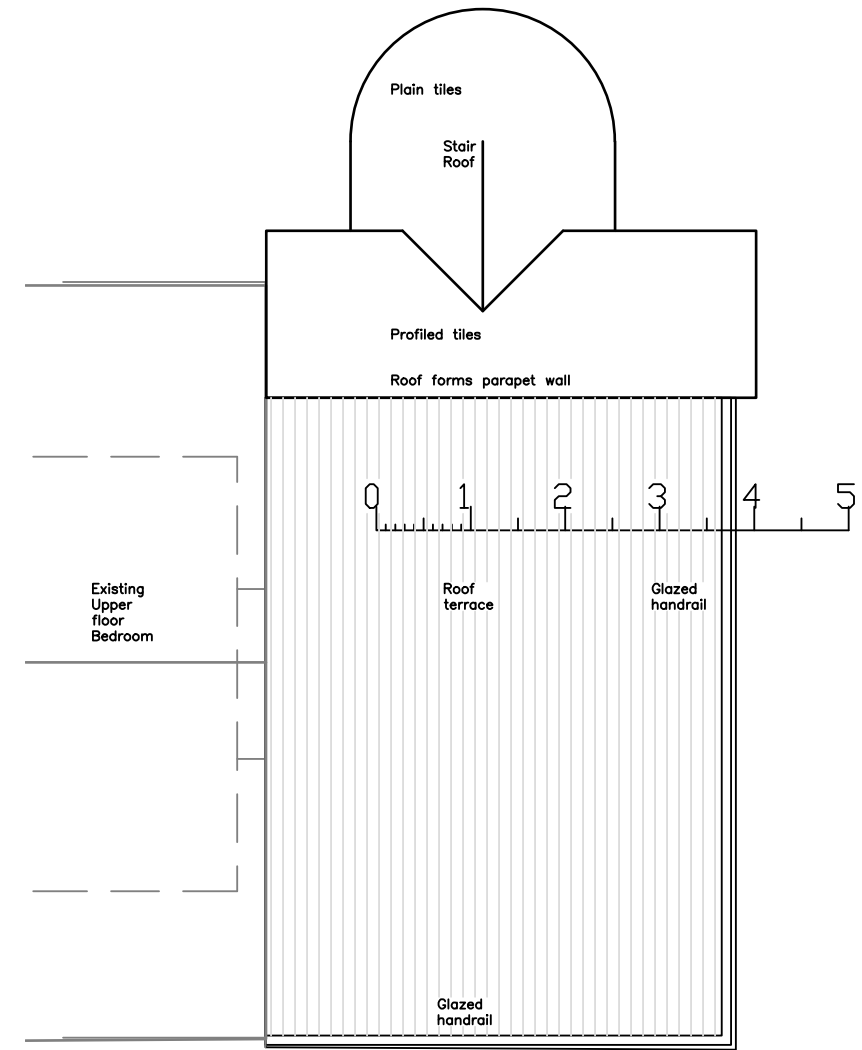 Plain tiles
Stair
Roof
Profiled tiles
Roof forms parapet wall
0 1 2 3 4 5
Existing
Upper
floor
Bedroom
Roof
terrace
Glazed
handrail
Glazed
handrail